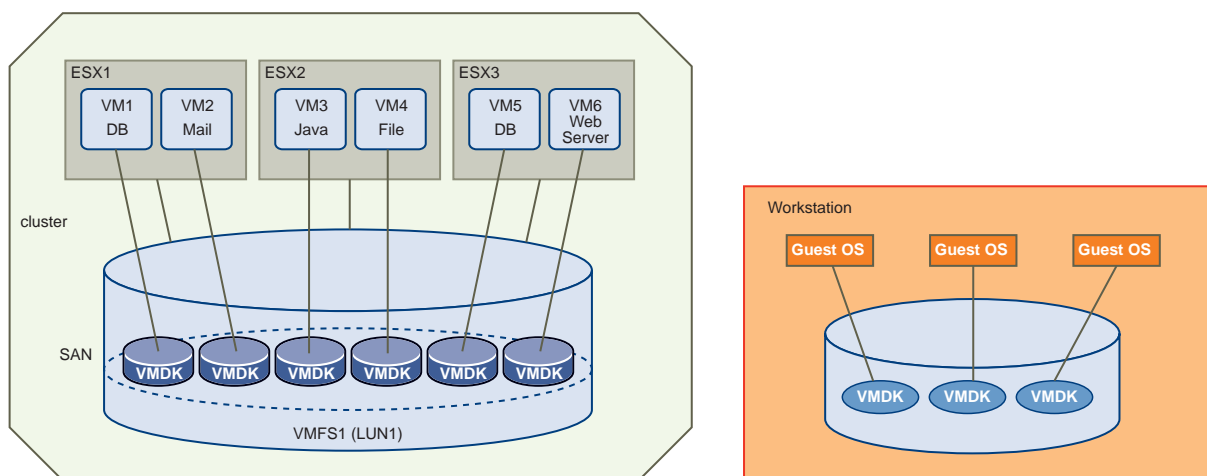 ESX1
ESX2
ESX3
VM1
DB
VM2
Mail
VM3
Java
VM4
File
VM5
DB
VM6
Web
Server
cluster
SAN
VMDK
VMDK
VMDK
VMDK
VMDK
VMDK
VMFS1 (LUN1)
Workstation
Guest OS
Guest OS
Guest OS
VMDK
VMDK
VMDK